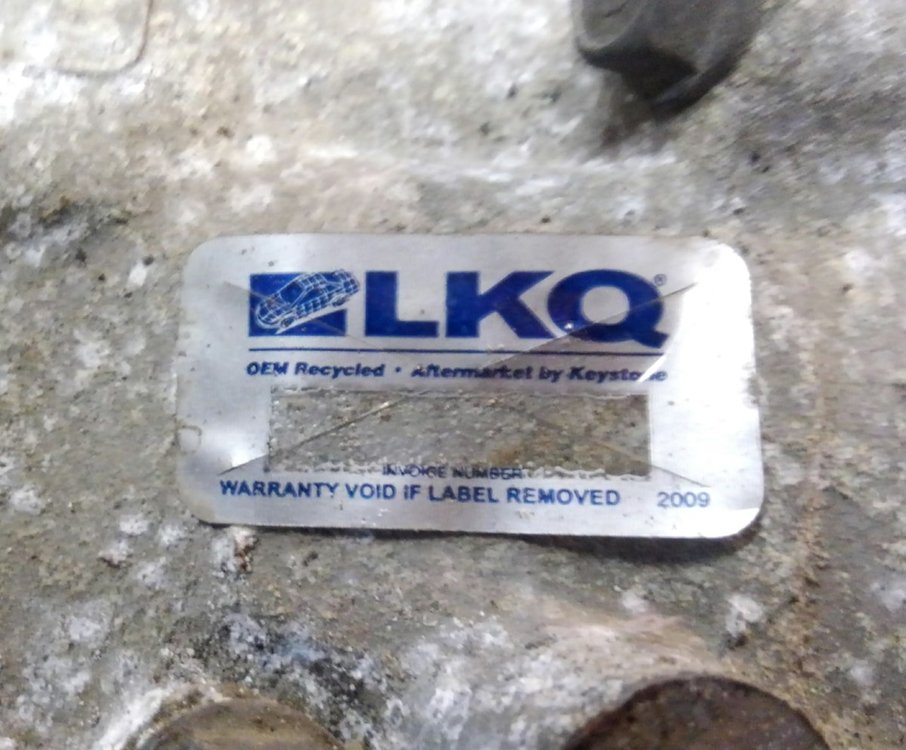 LKQ®
OEM Recycled • Aftermarket by Keystone
INVOICE NUMBER
WARRANTY VOID IF LABEL REMOVED 2009